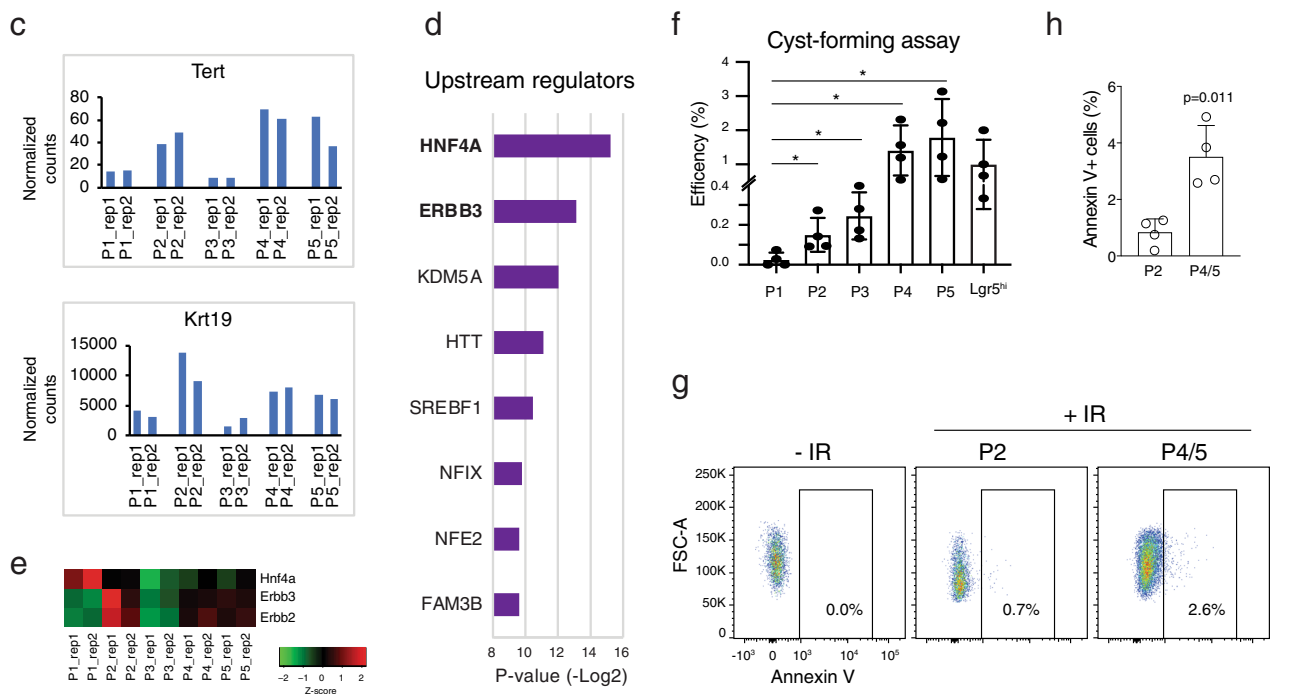 c
Tert
Normalized
counts
80
60
40
20
0
P1_rep1
P1_rep2
P2_rep1
P2_rep2
P3_rep1
P3_rep2
P4_rep1
P4_rep2
P5_rep1
P5_rep2
Krt19
Normalized
counts
15000
10000
5000
0
P1_rep1
P1_rep2
P2_rep1
P2_rep2
P3_rep1
P3_rep2
P4_rep1
P4_rep2
P5_rep1
P5_rep2
d
Upstream regulators
HNF4A
ERBB3
KDM5A
HTT
SREBF1
NFIX
NFE2
FAM3B
8 10 12 14 16
P-value (-Log2)
e
Hnf4a
Erbb3
Erbb2
P1_rep1
P1_rep2
P2_rep1
P2_rep2
P3_rep1
P3_rep2
P4_rep1
P4_rep2
P5_rep1
P5_rep2
−2 −1 0 1 2
Z-score
f
Cyst-forming assay
Efficency (%)
4
3
2
1
0.4
0.2
0.0
*
*
*
*
P1 P2 P3 P4 P5 Lgr5hi
h
Annexin V+ cells (%)
6
4
2
0
p=0.011
P2 P4/5
g
+ IR
- IR P2 P4/5
FSC-A
250K
200K
150K
100K
50K
0
0.0% 0.7% 2.6%
-10³ 0 10³ 10⁴ 10⁵
Annexin V